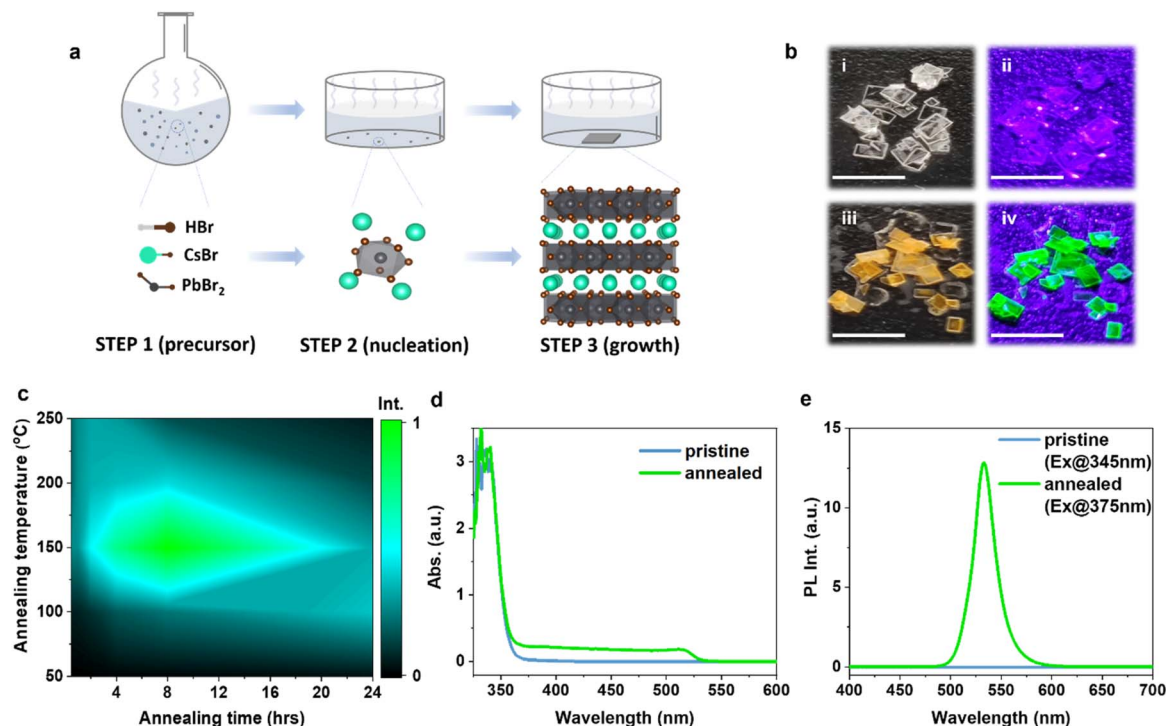 a
HBr
CsBr
PbBr₂
STEP 1 (precursor)
STEP 2 (nucleation)
STEP 3 (growth)
b
i
ii
iii
iv
c
Int.
1
0
250
200
150
100
50
Annealing temperature (°C)
4
8
12
16
20
24
Annealing time (hrs)
d
pristine
annealed
3
2
1
0
Abs. (a.u.)
350
400
450
500
550
600
Wavelength (nm)
e
pristine
(Ex@345nm)
annealed
(Ex@375nm)
15
10
5
0
PL Int. (a.u.)
400
450
500
550
600
650
700
Wavelength (nm)